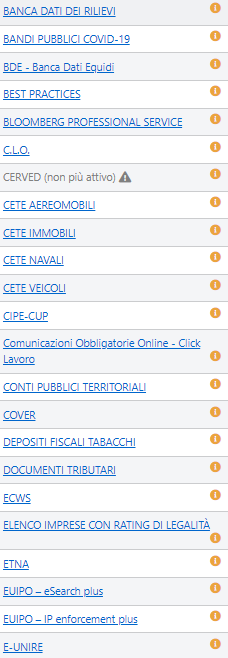 BANCA DATI DEI RILIEVI
BANDI PUBBLICI COVID-19
BDE - Banca Dati Equidi
BEST PRACTICES
BLOOMBERG PROFESSIONAL SERVICE
C.L.O.
CERVED (non più attivo)
CETE AEREOMOBILI
CETE IMMOBILI
CETE NAVALI
CETE VEICOLI
CIPE-CUP
Comunicazioni Obbligatorie Online - Click
Lavoro
CONTI PUBBLICI TERRITORIALI
COVER
DEPOSITI FISCALI TABACCHI
DOCUMENTI TRIBUTARI
ECWS
ELENCO IMPRESE CON RATING DI LEGALITÀ
ETNA
EUIPO – eSearch plus
EUIPO – IP enforcement plus
E-UNIRE